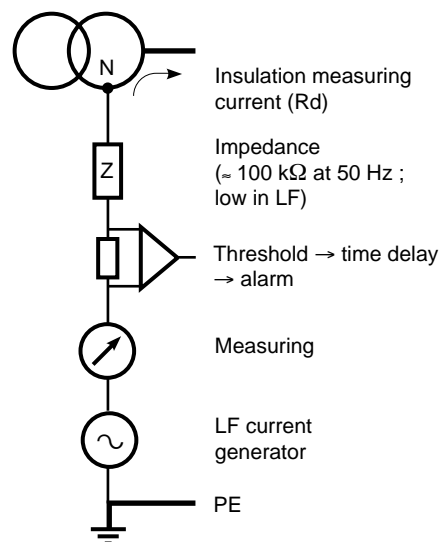 N
Insulation measuring
current (Rd)
Z
Impedance
(≈ 100 kΩ at 50 Hz ;
low in LF)
Threshold → time delay
→ alarm
Measuring
LF current
generator
PE